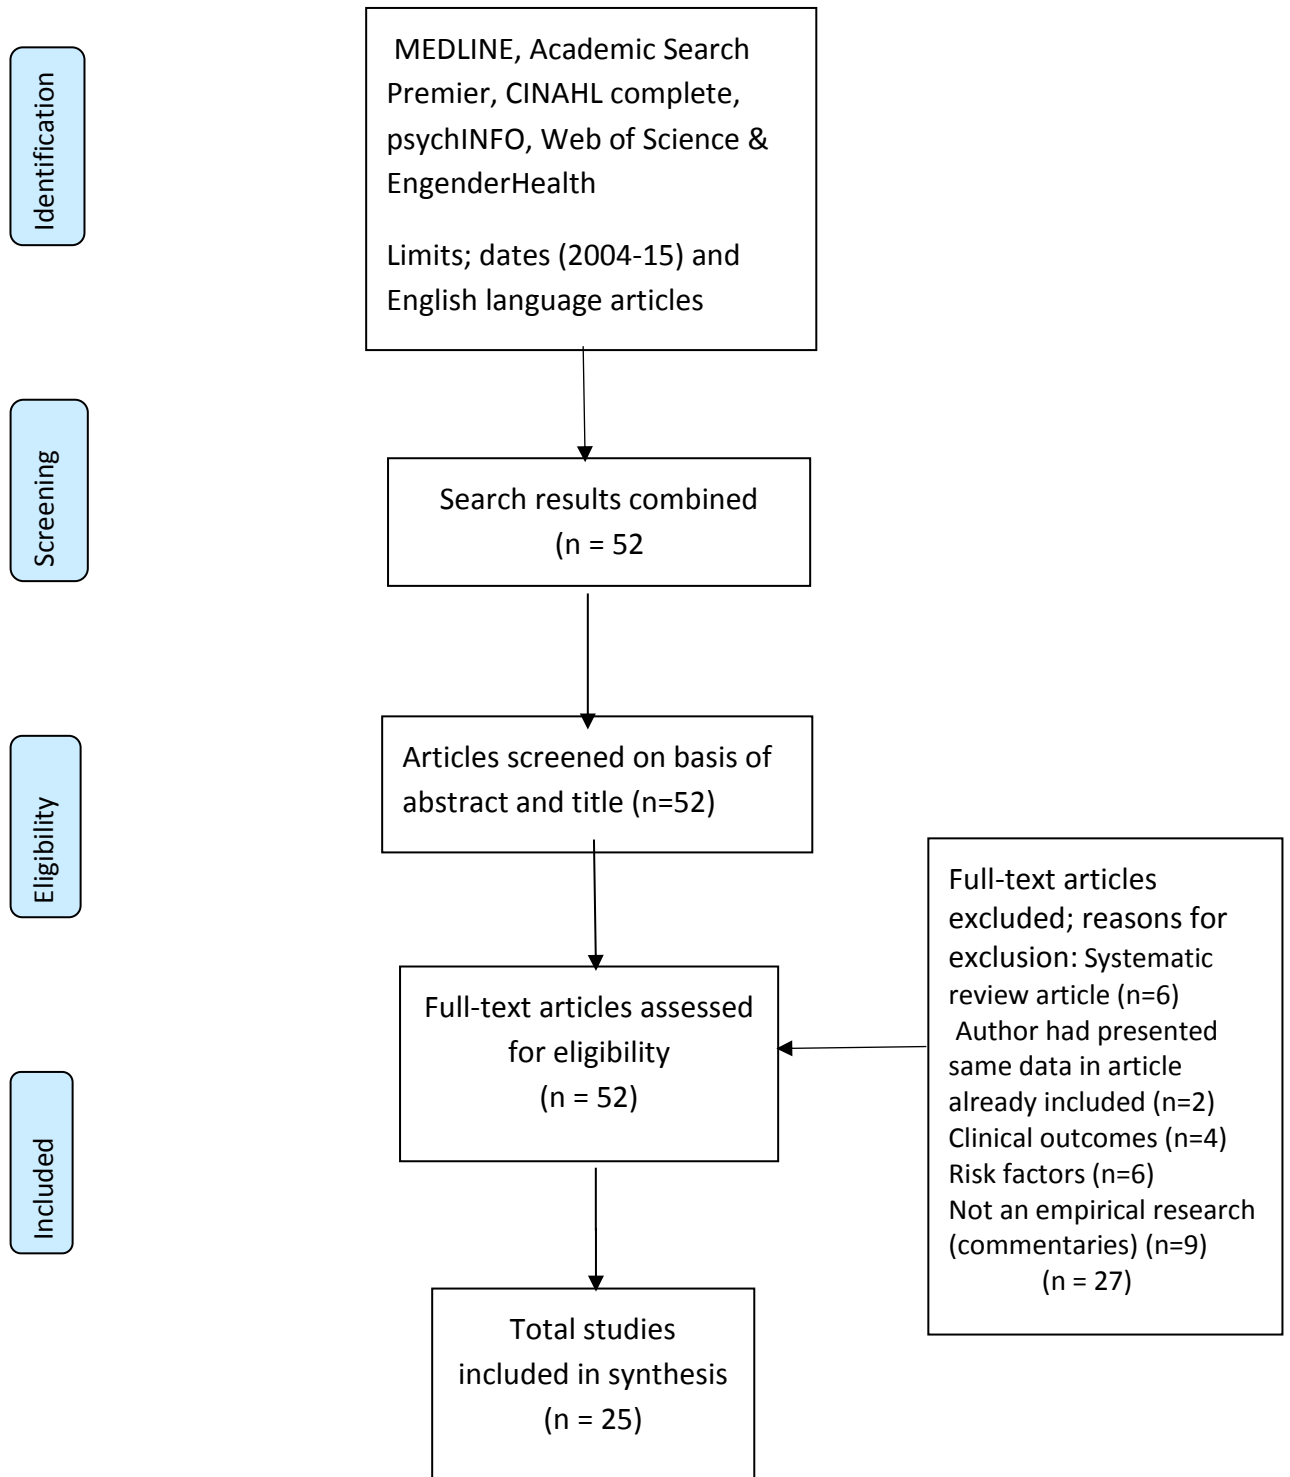 Identification
MEDLINE, Academic Search
Premier, CINAHL complete,
psychINFO, Web of Science &
EngenderHealth
Limits; dates (2004-15) and
English language articles
Screening
Search results combined
(n = 52
Eligibility
Articles screened on basis of
abstract and title (n=52)
Full-text articles assessed
for eligibility
(n = 52)
Full-text articles
excluded; reasons for
exclusion: Systematic
review article (n=6)
Author had presented
same data in article
already included (n=2)
Clinical outcomes (n=4)
Risk factors (n=6)
Not an empirical research
(commentaries) (n=9)
(n = 27)
Included
Total studies
included in synthesis
(n = 25)